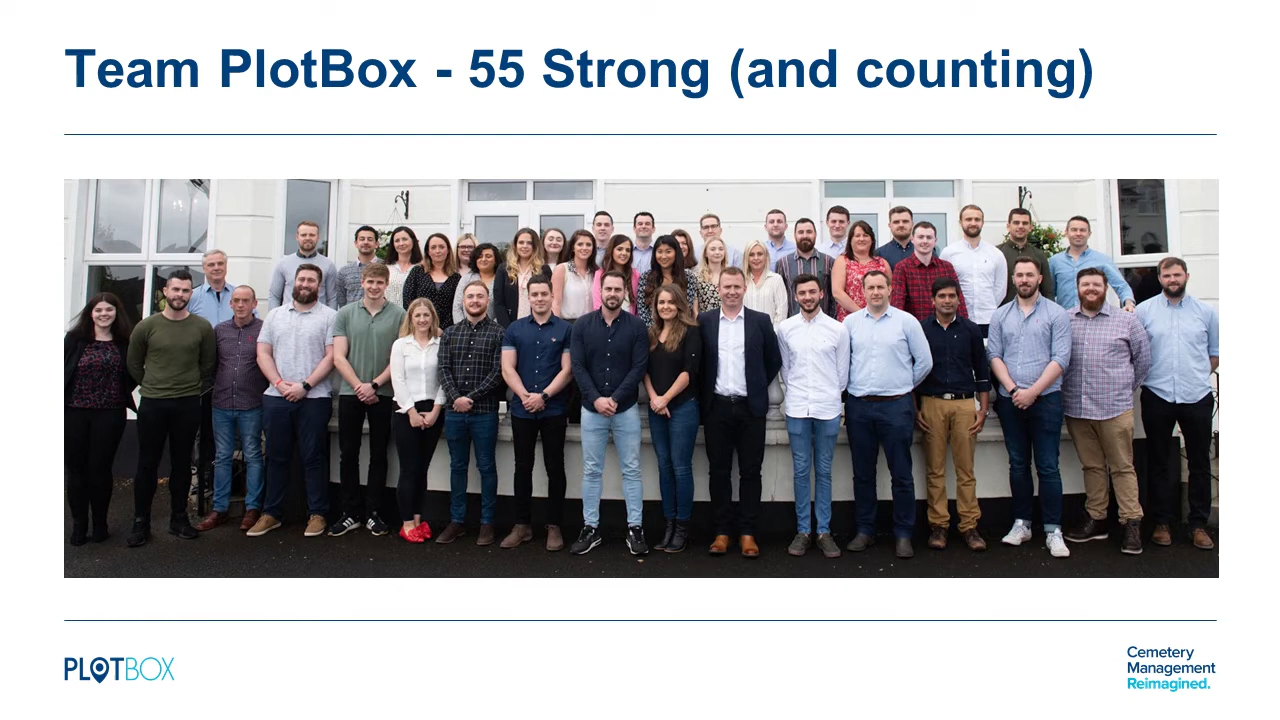 Team PlotBox - 55 Strong (and counting)
PLOTBOX
Cemetery
Management
Reimagined.